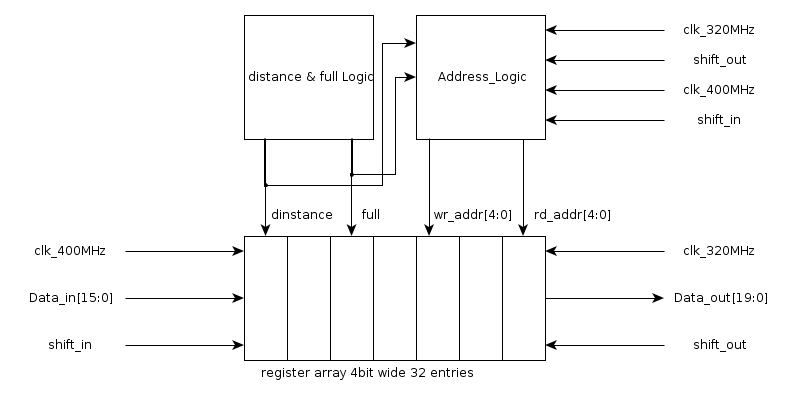 clk_320MHz
shift_out
distance & full Logic
Address_Logic
clk_400MHz
shift_in
dinstance
full
wr_addr[4:0]
rd_addr[4:0]
clk_400MHz
clk_320MHz
Data_in[15:0]
Data_out[19:0]
shift_in
shift_out
register array 4bit wide 32 entries